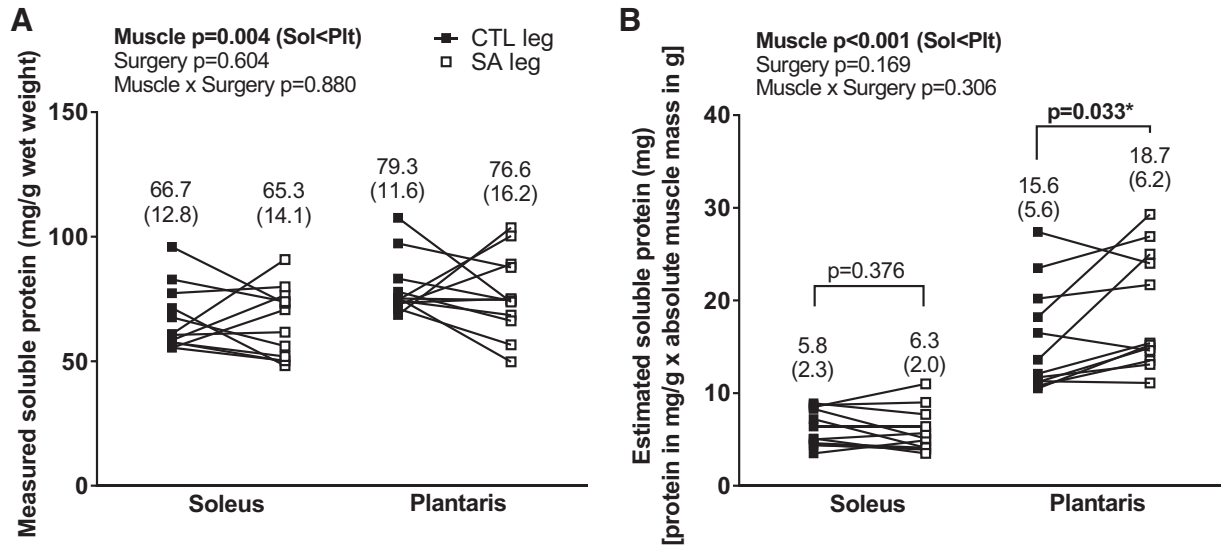 A
Muscle p=0.004 (Sol<Plt)
Surgery p=0.604
Muscle x Surgery p=0.880
CTL leg
SA leg
Measured soluble protein (mg/g wet weight)
150
100
50
0
66.7
(12.8)
65.3
(14.1)
79.3
(11.6)
76.6
(16.2)
Soleus
Plantaris
B
Muscle p<0.001 (Sol<Plt)
Surgery p=0.169
Muscle x Surgery p=0.306
Estimated soluble protein (mg)
[protein in mg/g x absolute muscle mass in g]
40
30
20
10
0
p=0.376
5.8
(2.3)
6.3
(2.0)
p=0.033*
15.6
(5.6)
18.7
(6.2)
Soleus
Plantaris